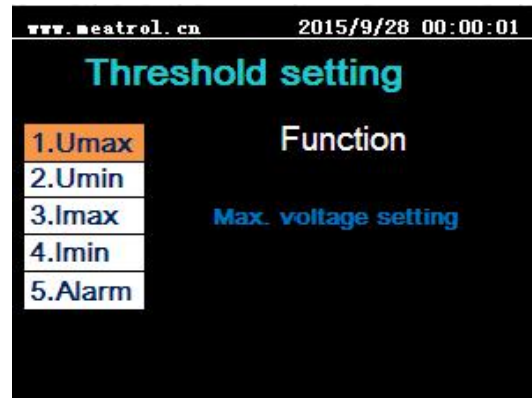 www.meatrol.cn 2015/9/28 00:00:01
Threshold setting
1.Umax
Function
2.Umin
3.Imax
Max. voltage setting
4.Imin
5.Alarm